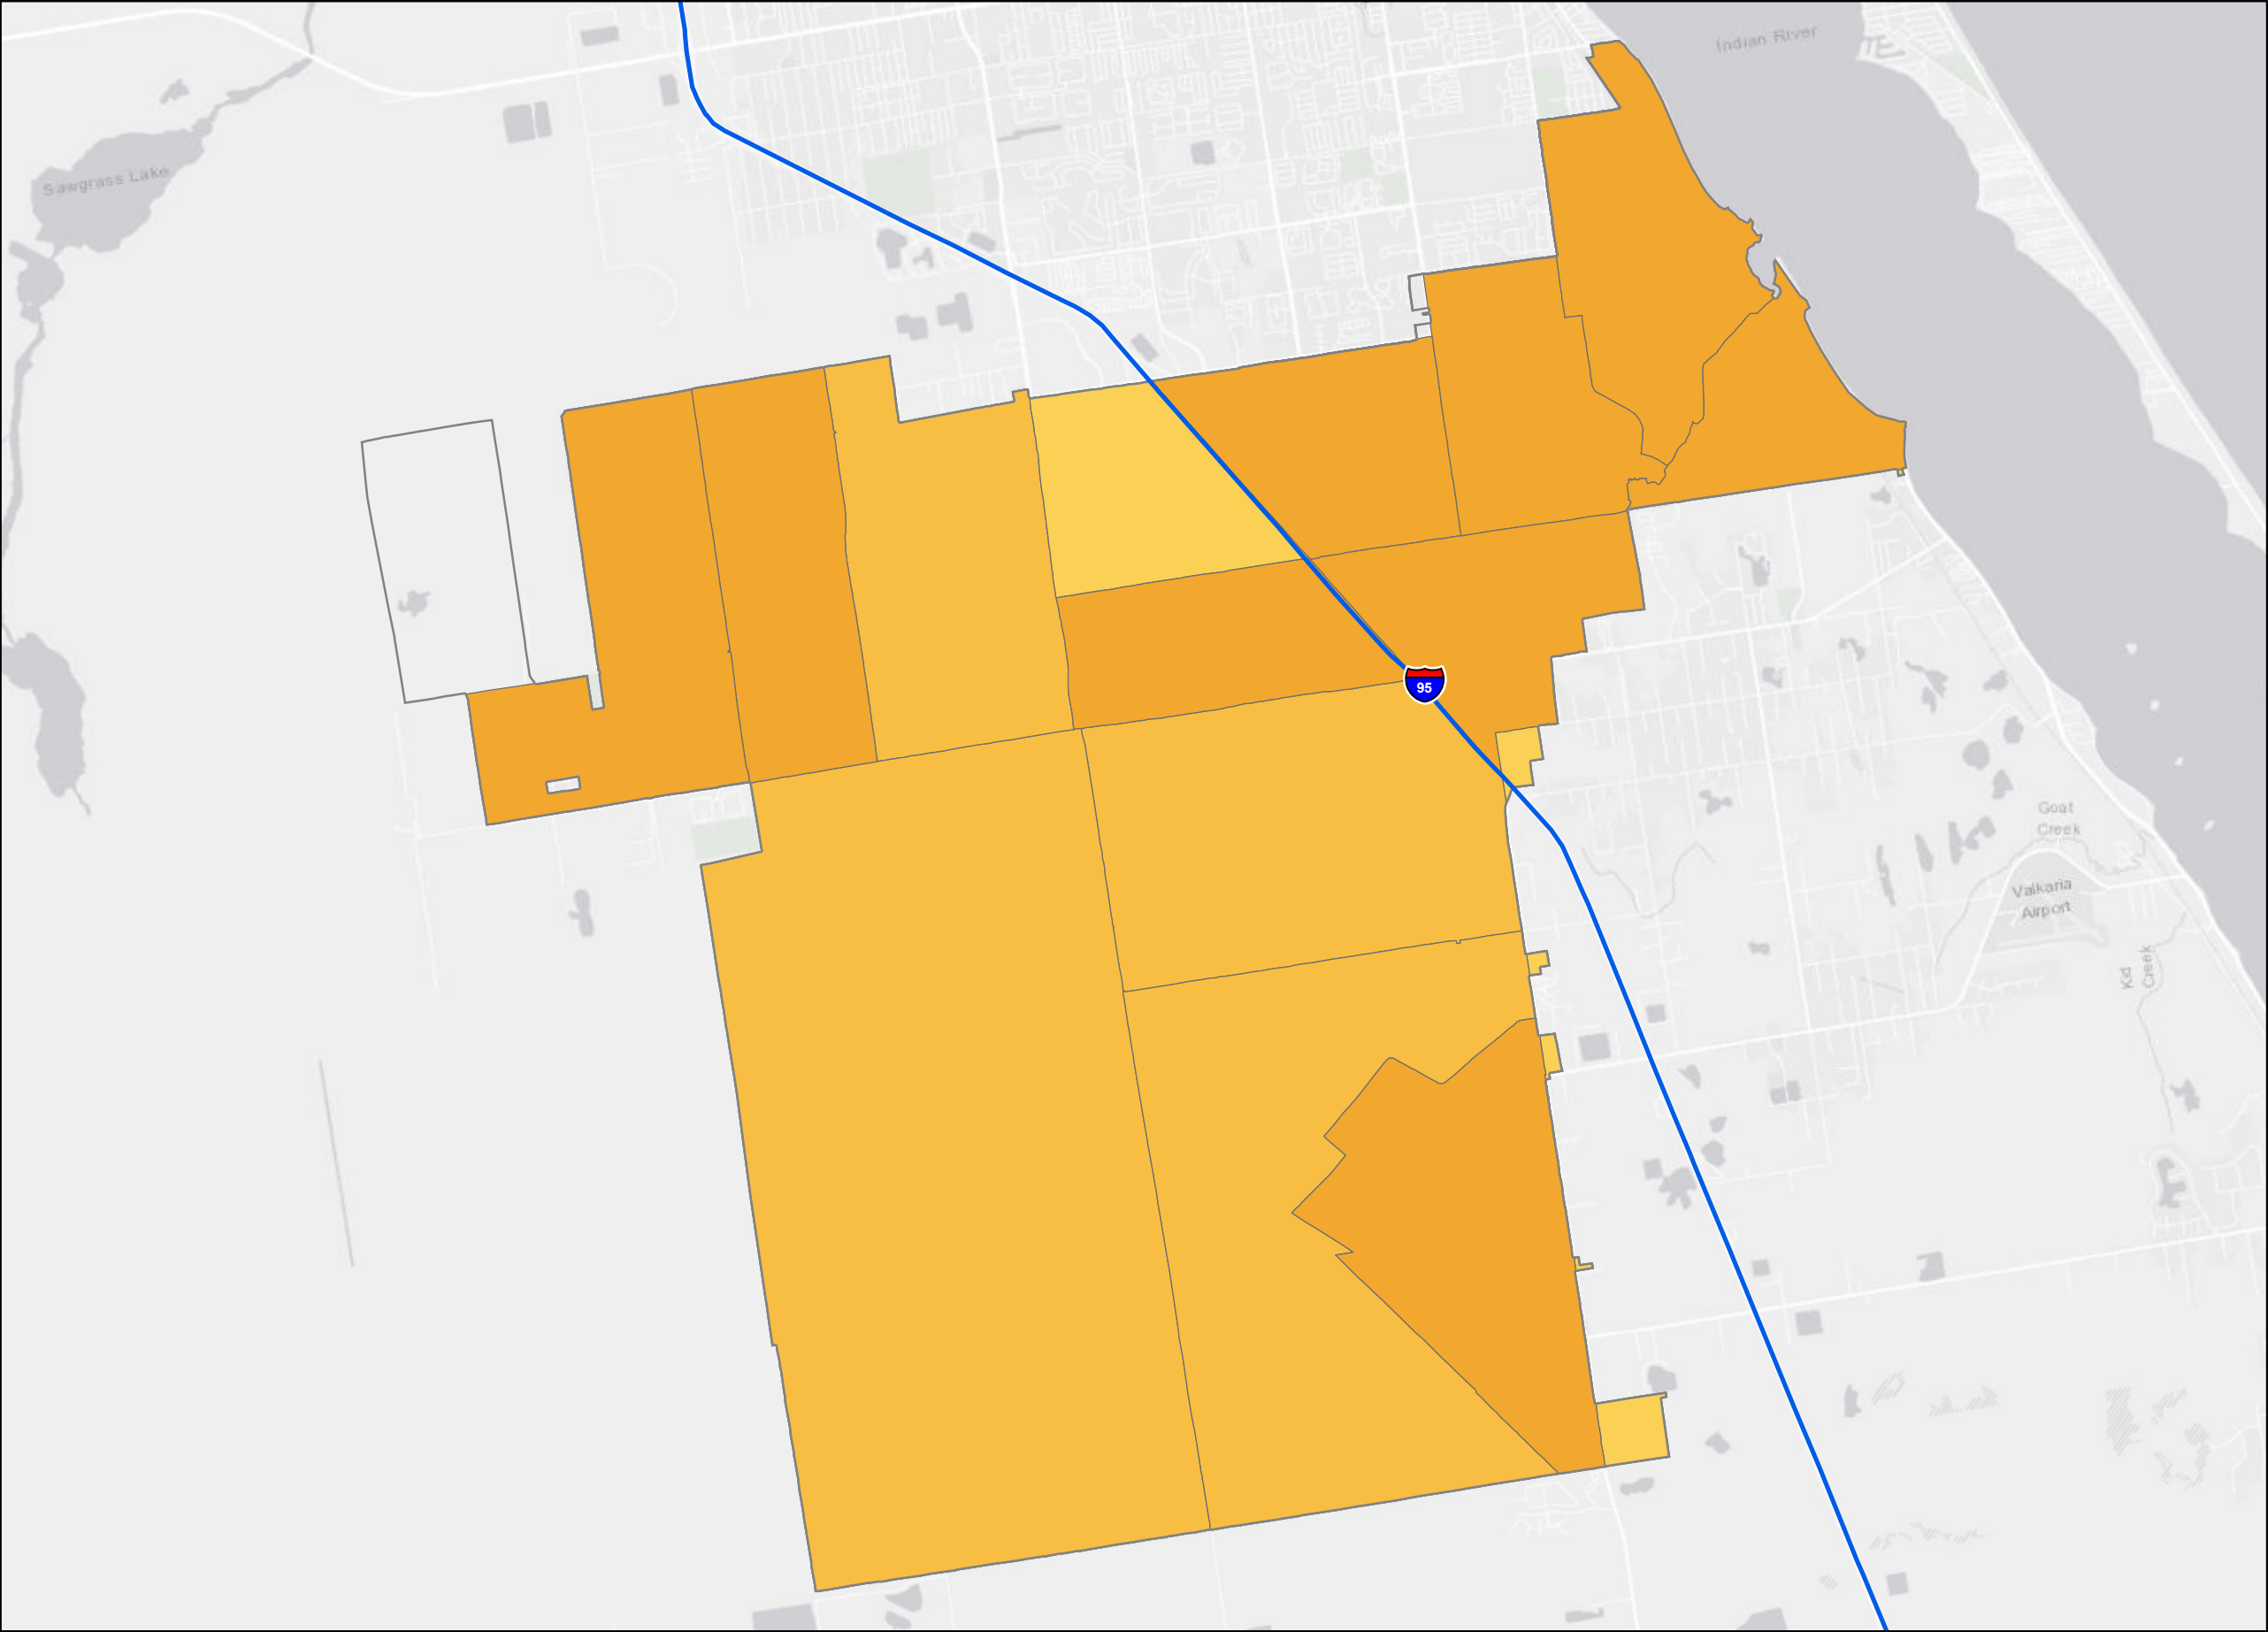 Indian River
Sawgrass Lake
95
Goat
Creek
Valkaria
Airport
Kid
Creek